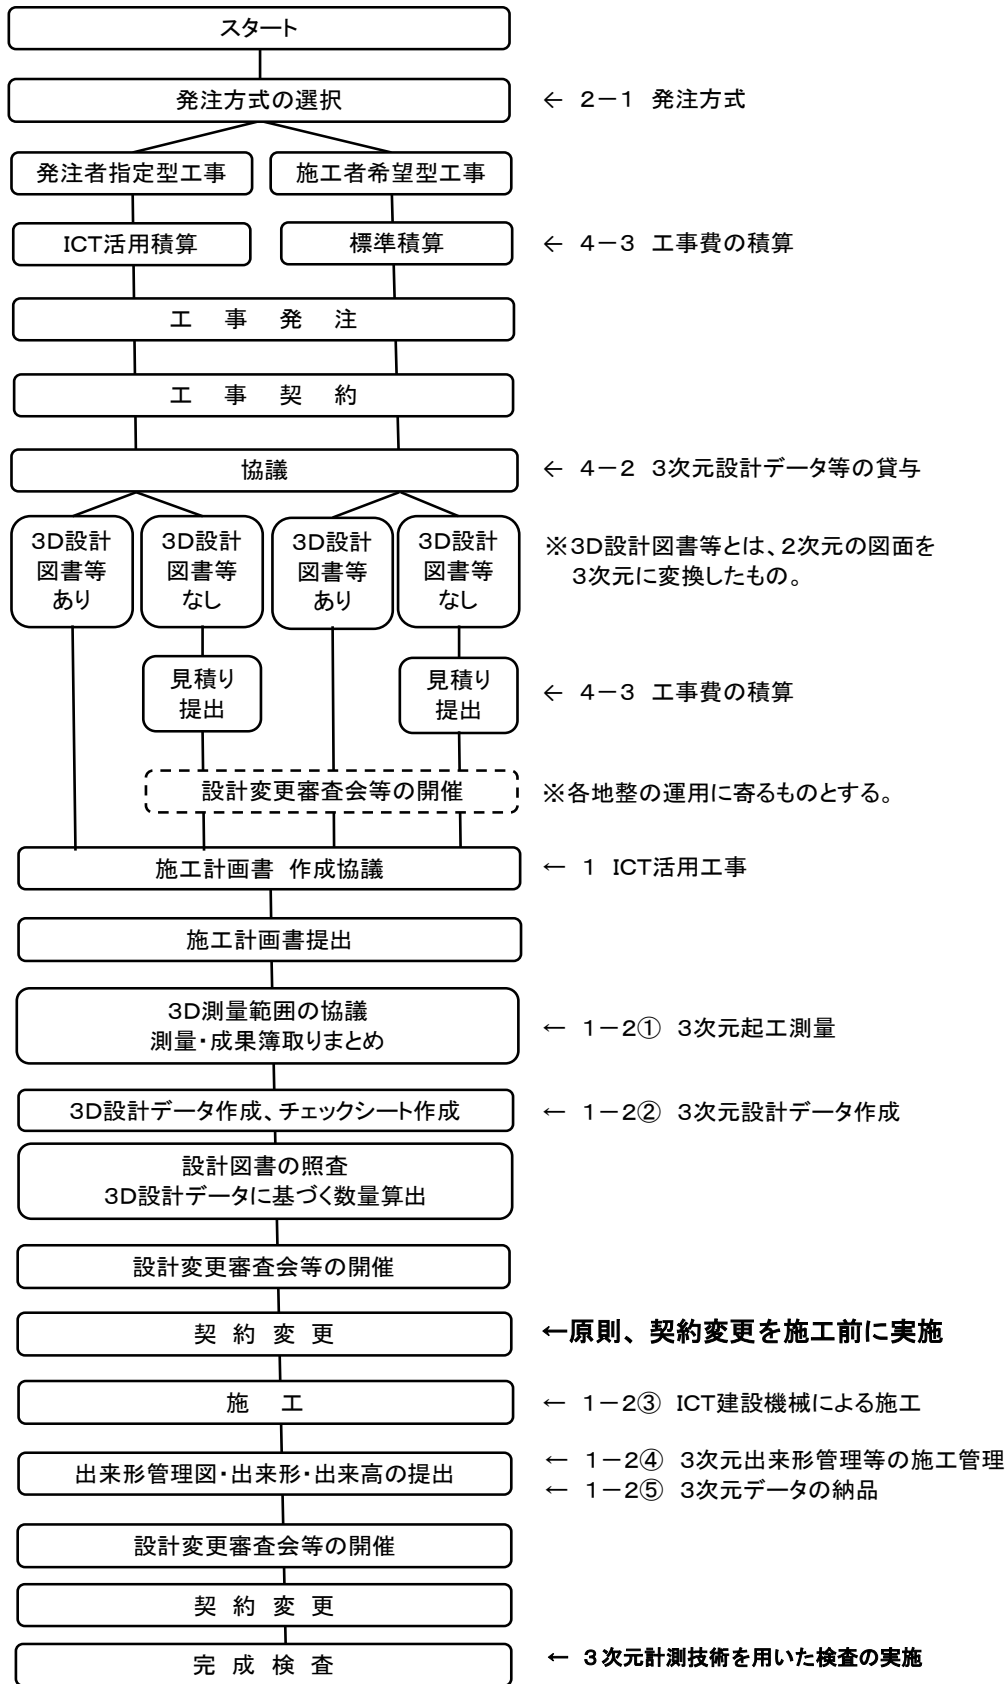 スタート
発注方式の選択
← 2－1 発注方式
発注者指定型工事
施工者希望型工事
ICT活用積算
標準積算
← 4－3 工事費の積算
工 事 発 注
工 事 契 約
協議
← 4－2 3次元設計データ等の貸与
3D設計
図書等
あり
3D設計
図書等
なし
3D設計
図書等
あり
3D設計
図書等
なし
※3D設計図書等とは、2次元の図面を
3次元に変換したもの。
見積り
提出
見積り
提出
← 4－3 工事費の積算
設計変更審査会等の開催
※各地整の運用に寄るものとする。
施工計画書 作成協議
← 1 ICT活用工事
施工計画書提出
3D測量範囲の協議
測量・成果簿取りまとめ
← 1－2① 3次元起工測量
3D設計データ作成、チェックシート作成
← 1－2② 3次元設計データ作成
設計図書の照査
3D設計データに基づく数量算出
設計変更審査会等の開催
契 約 変 更
←原則、契約変更を施工前に実施
施 工
← 1－2③ ICT建設機械による施工
出来形管理図・出来形・出来高の提出
← 1－2④ 3次元出来形管理等の施工管理
← 1－2⑤ 3次元データの納品
設計変更審査会等の開催
契 約 変 更
完 成 検 査
← 3次元計測技術を用いた検査の実施